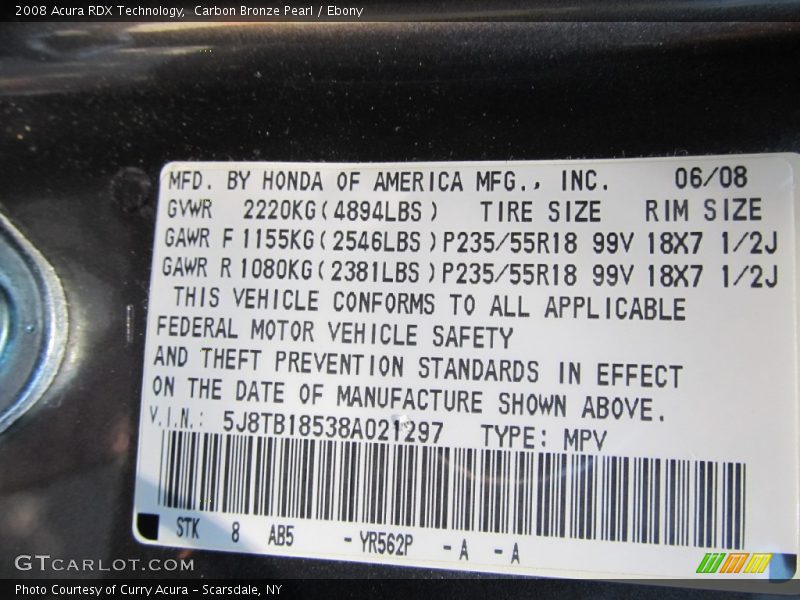 2008 Acura RDX Technology, Carbon Bronze Pearl / Ebony
MFD. BY HONDA OF AMERICA MFG., INC. 06/08
GVWR 2220KG(4894LBS) TIRE SIZE RIM SIZE
GAWR F 1155KG(2546LBS) P235/55R18 99V 18X7 1/2J
GAWR R 1080KG(2381LBS) P235/55R18 99V 18X7 1/2J
THIS VEHICLE CONFORMS TO ALL APPLICABLE
FEDERAL MOTOR VEHICLE SAFETY
AND THEFT PREVENTION STANDARDS IN EFFECT
ON THE DATE OF MANUFACTURE SHOWN ABOVE.
V.I.N.: 5J8TB18538A021297 TYPE: MPV
STK 8 AB5 -YR562P -A -A
GTCARLOT.COM
Photo Courtesy of Curry Acura – Scarsdale, NY